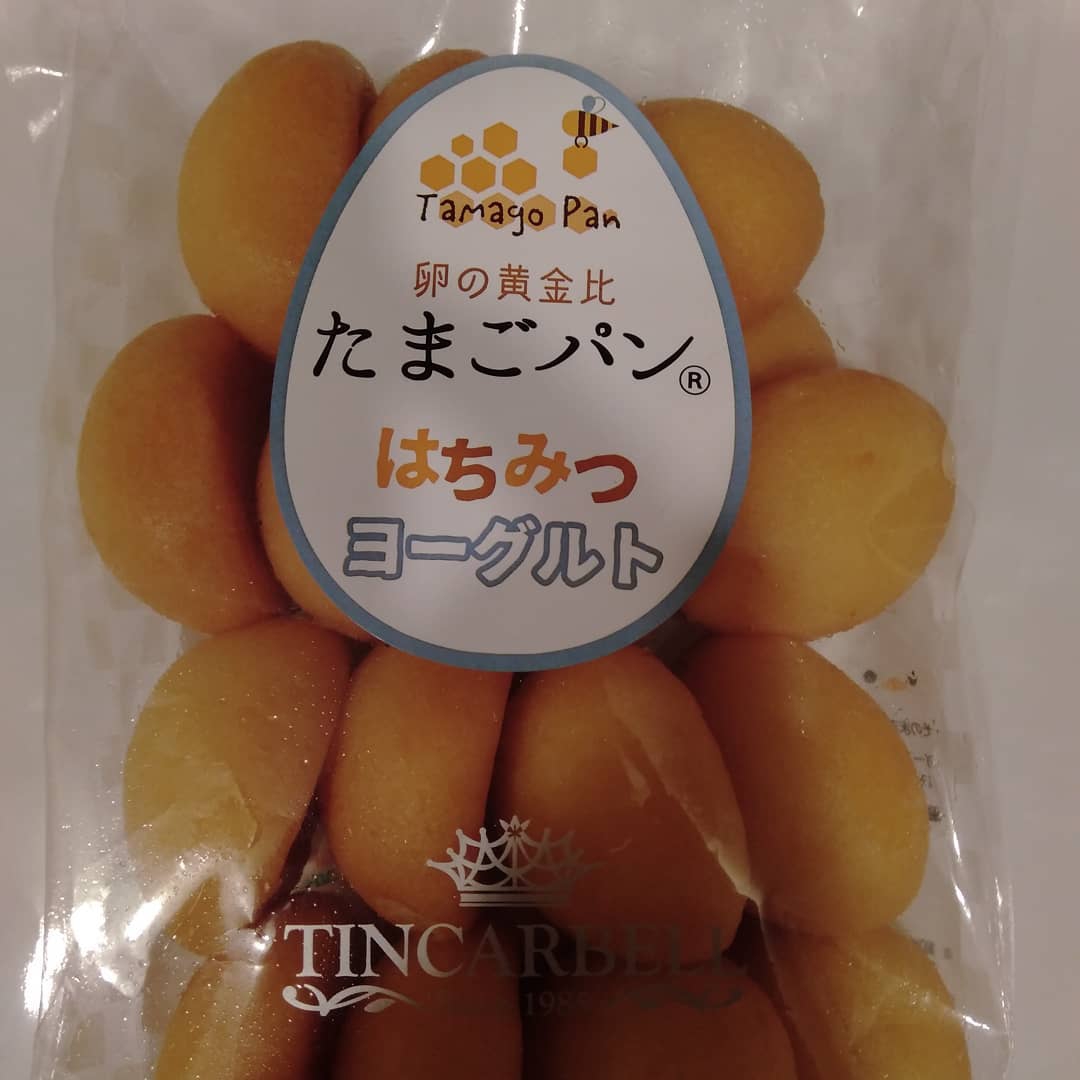 Tamago Pan
卵の黄金比
たまごパン®
はちみつ
ヨーグルト
TINCARBELL